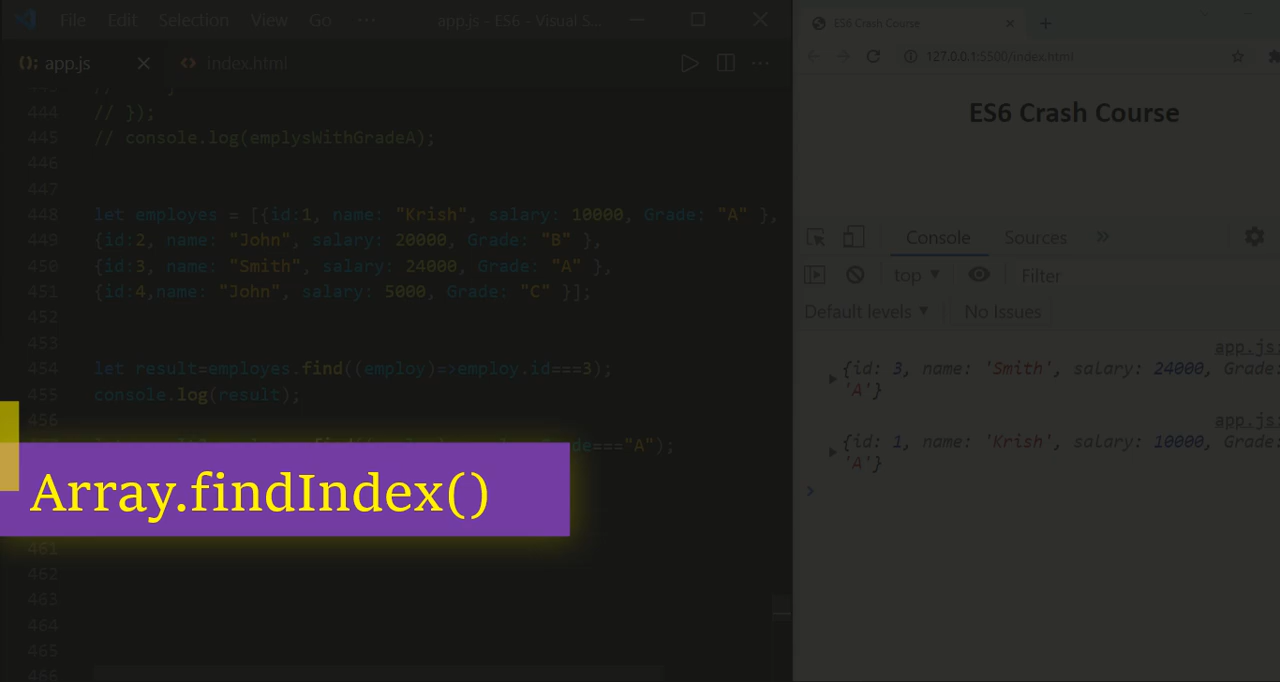 File Edit Selection View Go ··· app.js - ES6 - Visual S...
app.js index.html
444 // });
445 // console.log(emplysWithGradeA);
446
447
448 let employes = [{id:1, name: "Krish", salary: 10000, Grade: "A" },
449 {id:2, name: "John", salary: 20000, Grade: "B" },
450 {id:3, name: "Smith", salary: 24000, Grade: "A" },
451 {id:4,name: "John", salary: 5000, Grade: "C" }];
452
453
454 let result=employes.find((employ)=>employ.id===3);
455 console.log(result);
456
de==="A");
Array.findIndex()
461
462
463
464
465
466
ES6 Crash Course
127.0.0.1:5500/index.html
ES6 Crash Course
Console Sources
top Filter
Default levels No Issues
app.js:
{id: 3, name: 'Smith', salary: 24000, Grade:
'A'}
app.js:
{id: 1, name: 'Krish', salary: 10000, Grade:
'A'}